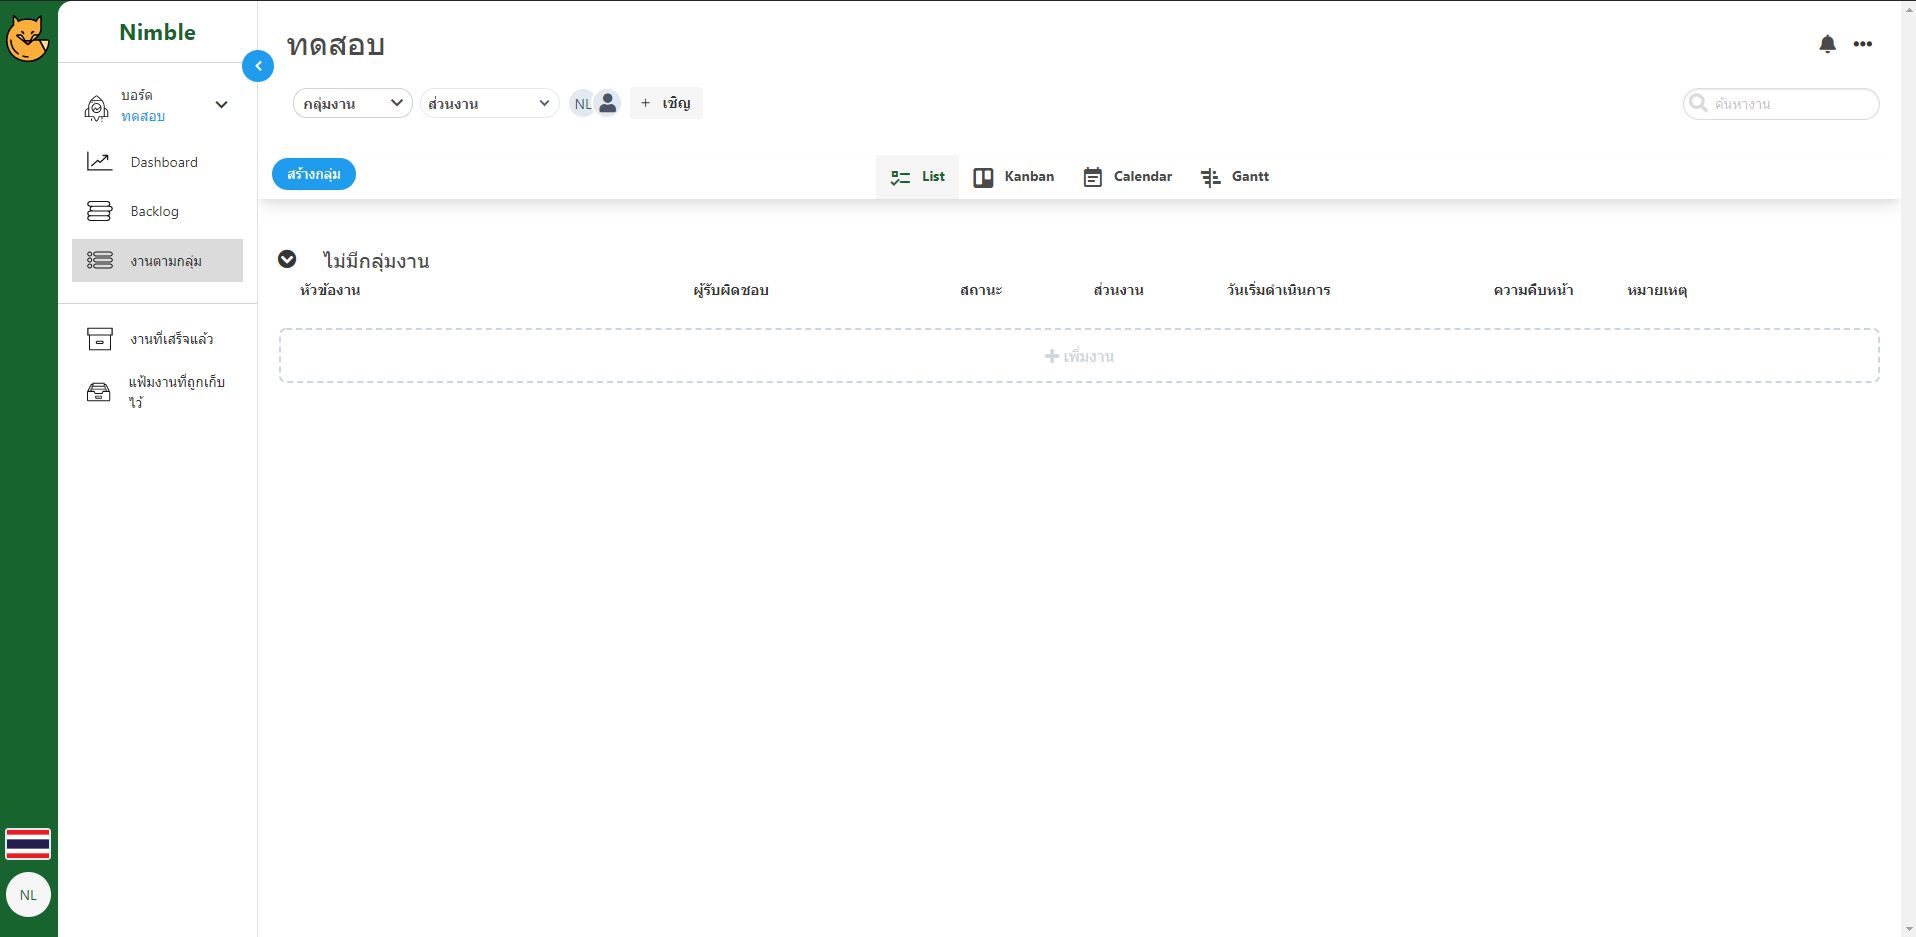 Nimble
บอร์ด
ทดสอบ
Dashboard
Backlog
งานตามกลุ่ม
งานที่เสร็จแล้ว
แฟ้มงานที่ถูกเก็บ
ไว้
NL
ทดสอบ
กลุ่มงาน
ส่วนงาน
NL
+ เชิญ
ค้นหางาน
สร้างกลุ่ม
List
Kanban
Calendar
Gantt
ไม่มีกลุ่มงาน
หัวข้องาน
ผู้รับผิดชอบ
สถานะ
ส่วนงาน
วันเริ่มดำเนินการ
ความคืบหน้า
หมายเหตุ
+ เพิ่มงาน